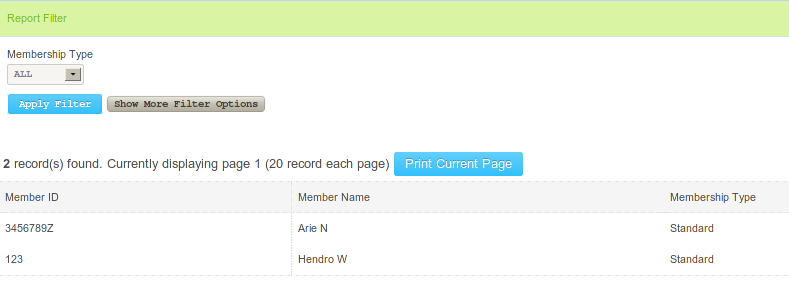 Report Filter
Membership Type
ALL
Apply Filter Show More Filter Options
2 record(s) found. Currently displaying page 1 (20 record each page) Print Current Page
Member ID Member Name Membership Type
3456789Z Arie N Standard
123 Hendro W Standard